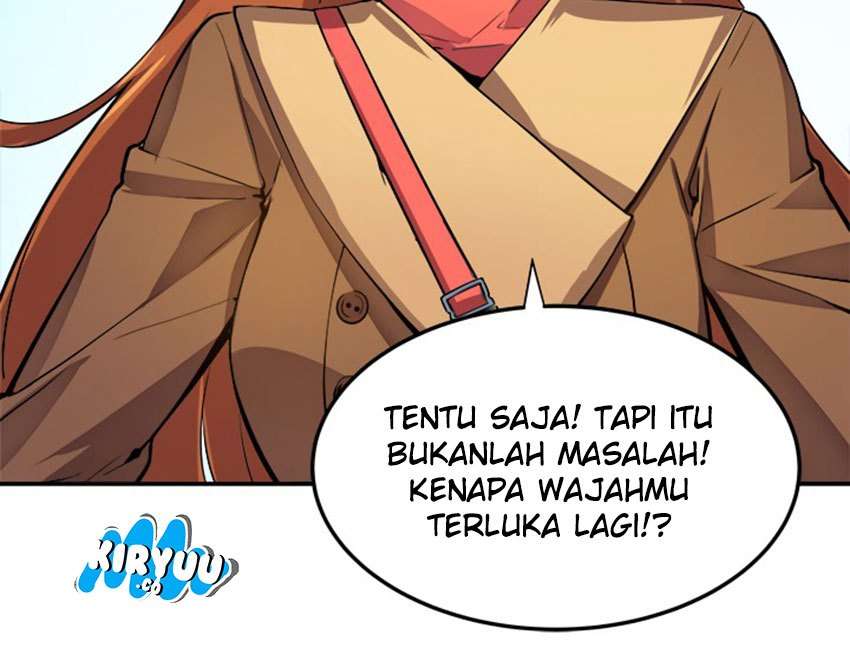 TENTU SAJA! TAPI ITU
BUKANLAH MASALAH!
KENAPA WAJAHMU
TERLUKA LAGI!?
KIRYUU
.CO